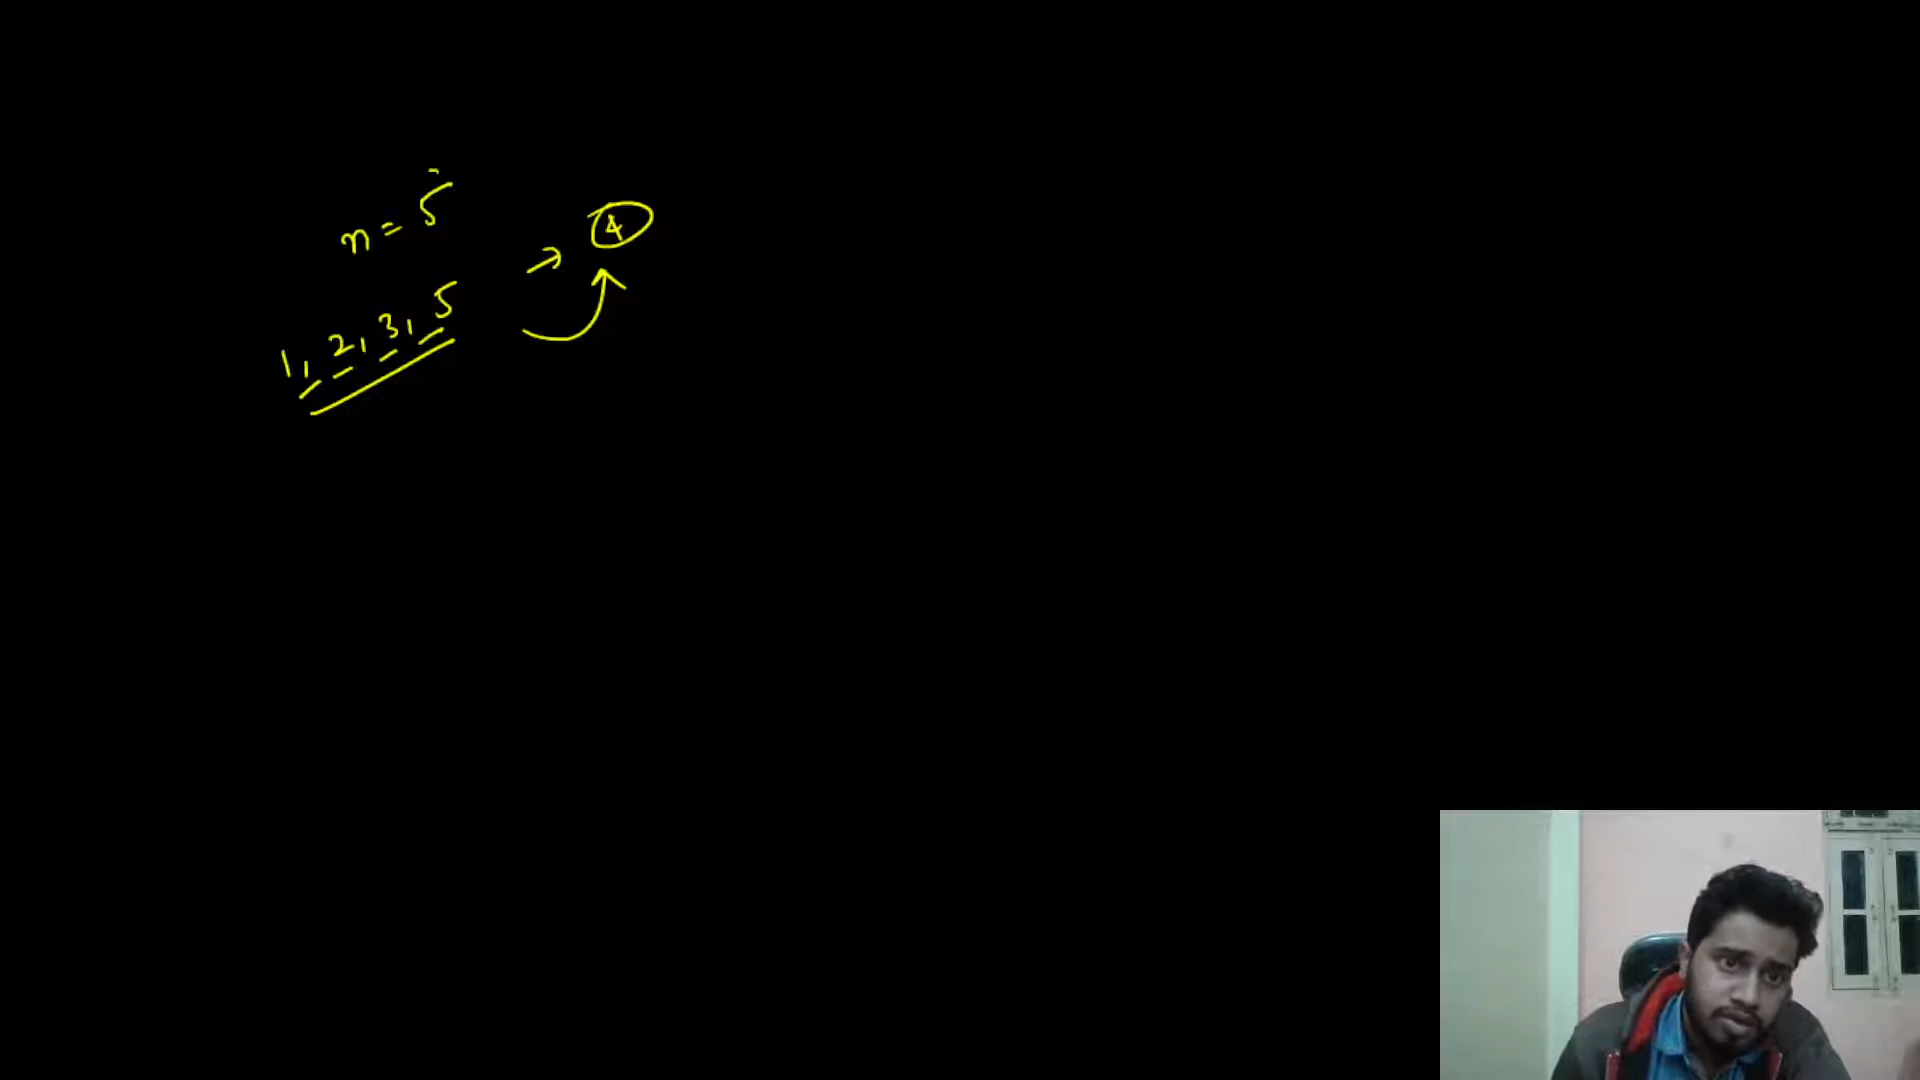 n = 5
→ 4
1, 2, 3, 5